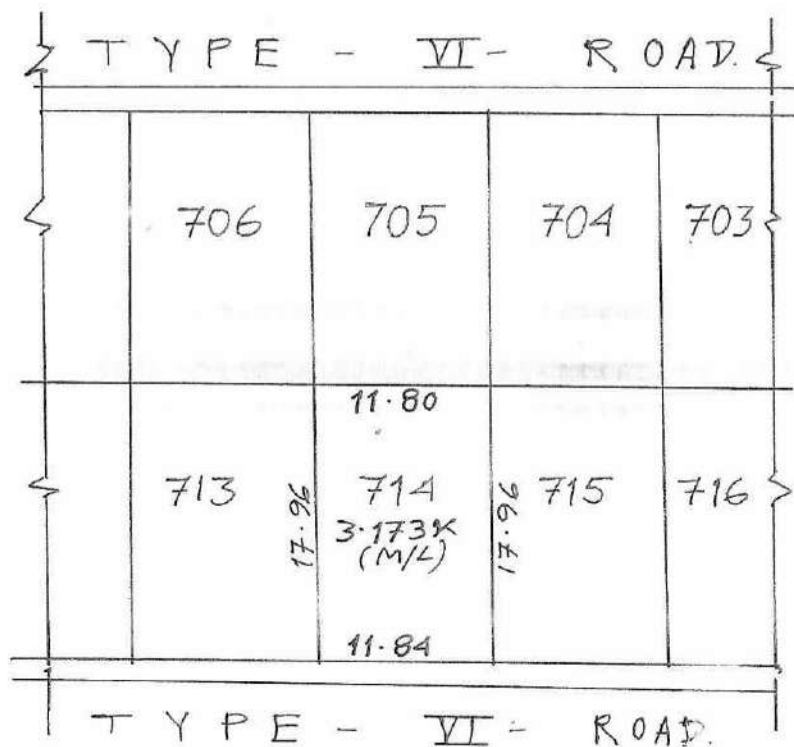 TYPE - VI - ROAD.
706 705 704 703
11.80
713 17.96 714 17.96 715 716
3.173K
(M/L)
11.84
TYPE - VI - ROAD.